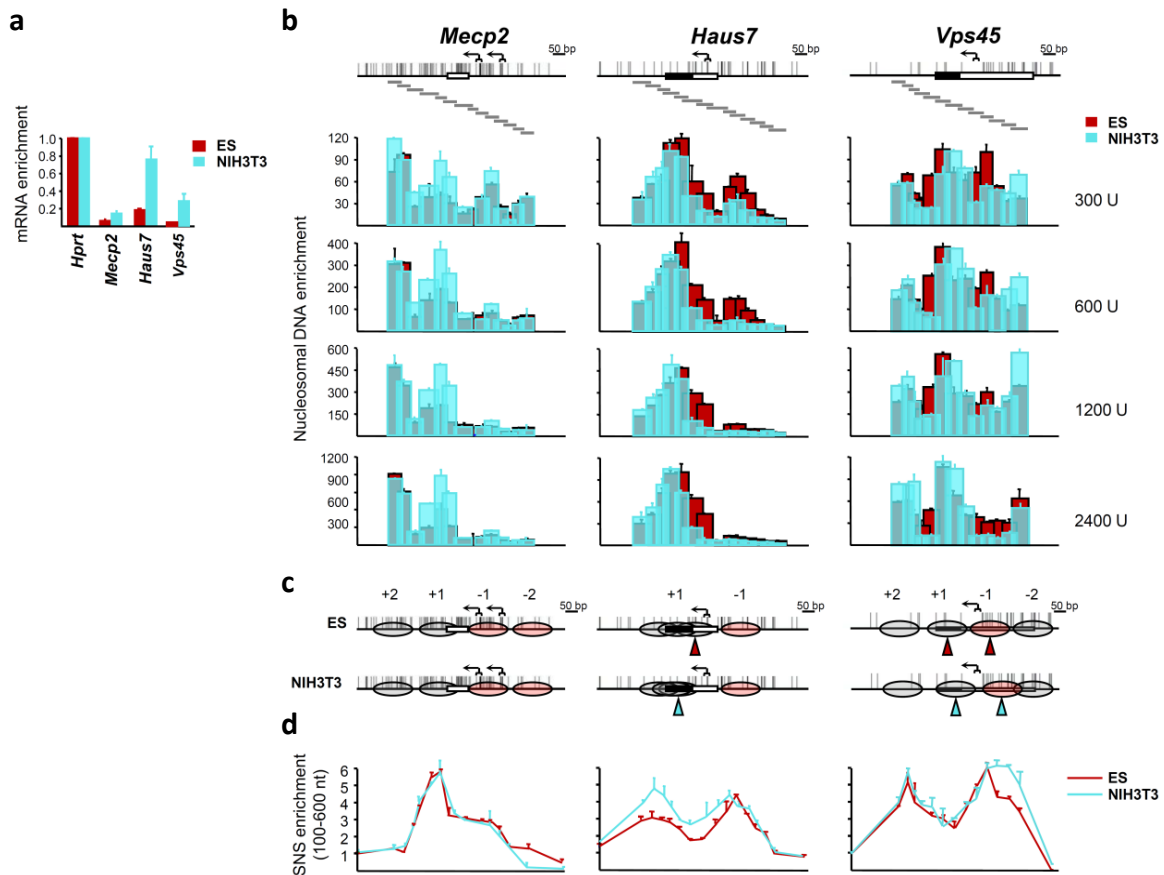 a
mRNA enrichment
1.0
0.8
0.6
0.4
0.2
ES
NIH3T3
Hprt
Mecp2
Haus7
Vps45
b
Mecp2
Haus7
Vps45
50 bp
50 bp
50 bp
ES
NIH3T3
Nucleosomal DNA enrichment
120
90
60
30
300 U
400
300
200
100
600 U
600
450
300
150
1200 U
1200
900
600
300
2400 U
c
+2 +1 -1 -2 50 bp
+1 -1 50 bp
+2 +1 -1 -2 50 bp
ES
NIH3T3
d
SNS enrichment
(100-600 nt)
6
5
4
3
2
1
ES
NIH3T3